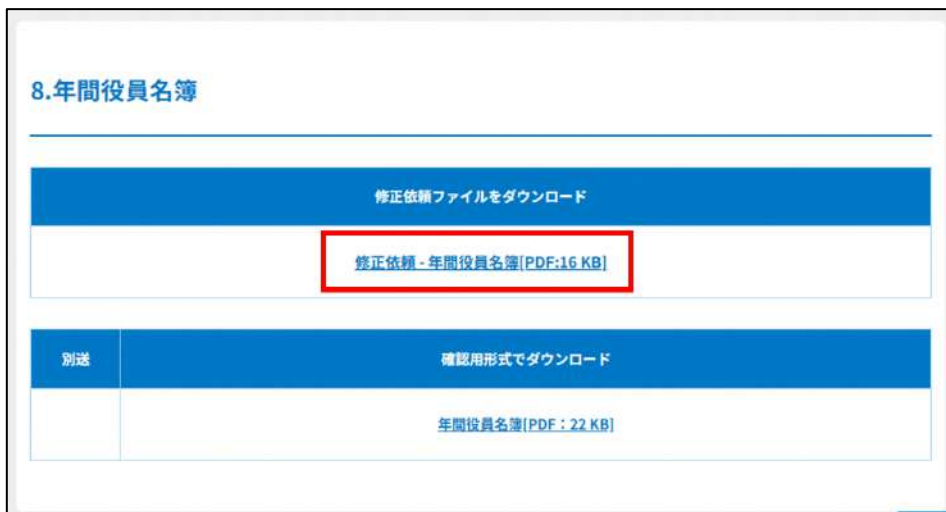 8.年間役員名簿
修正依頼ファイルをダウンロード
修正依頼 - 年間役員名簿[PDF:16 KB]
別送
確認用形式でダウンロード
年間役員名簿[PDF：22 KB]